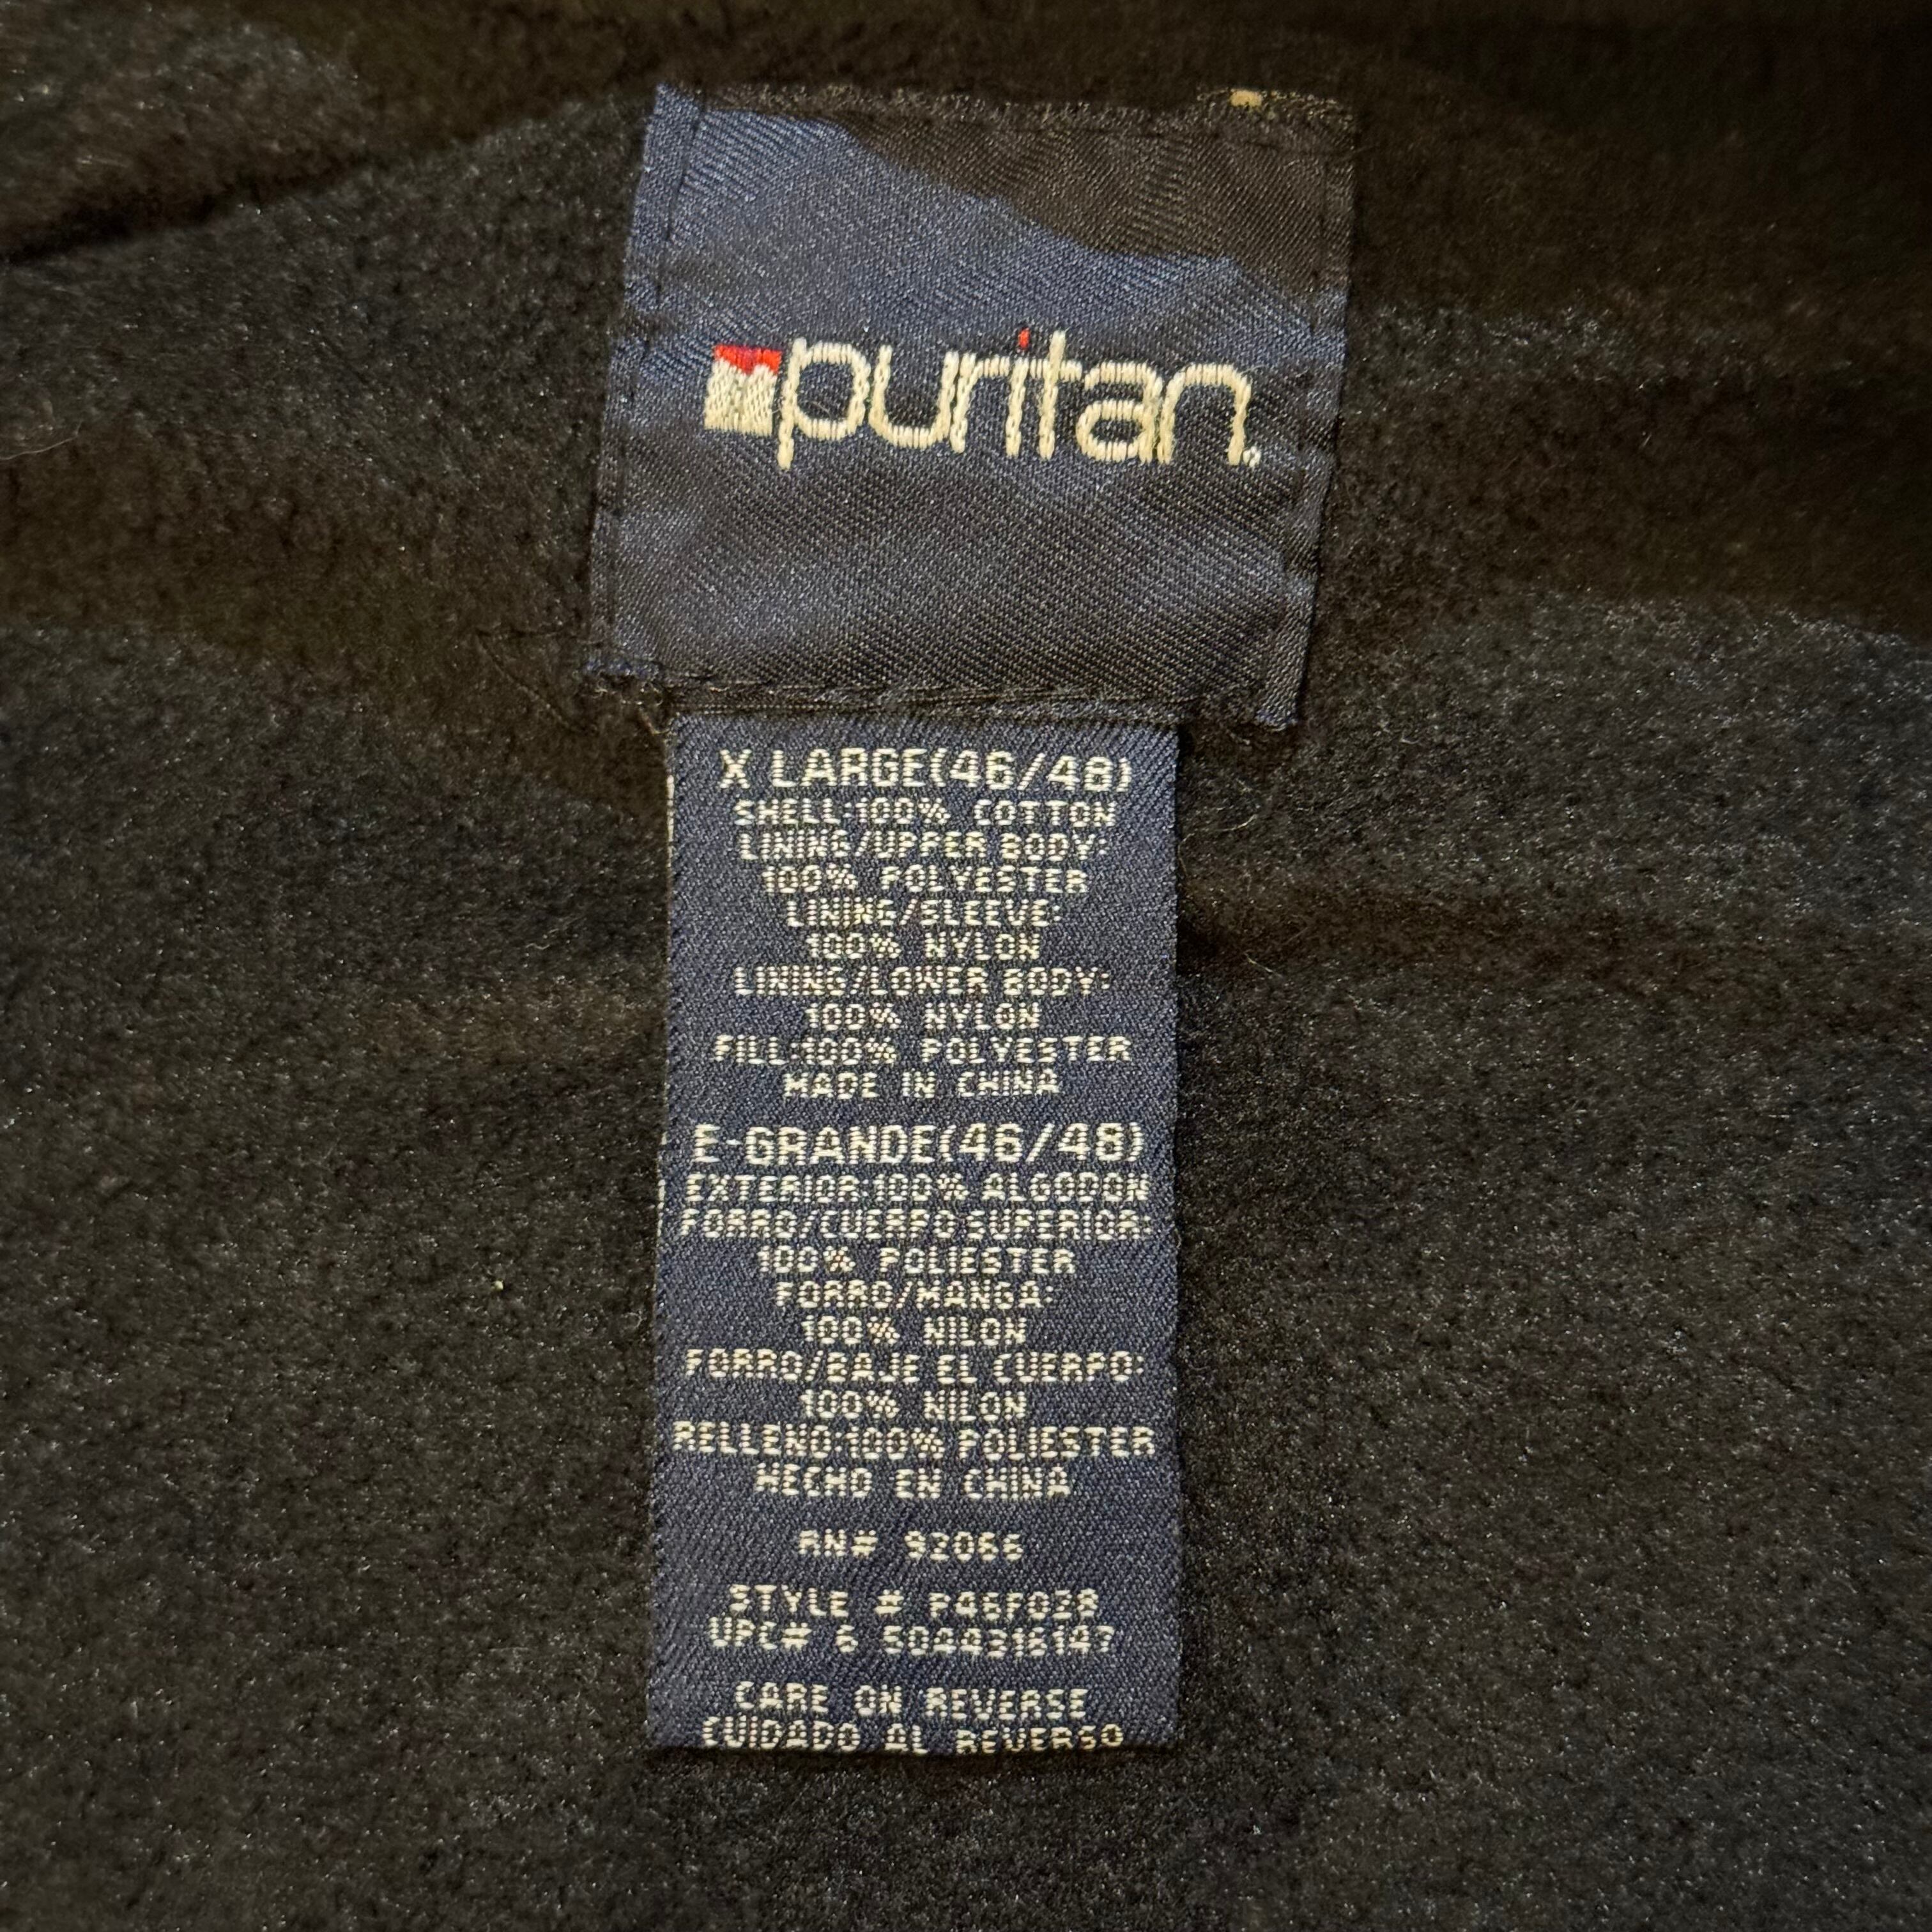 puritan.
X LARGE(46/48)
SHELL:100% COTTON
LINING/UPPER BODY:
100% POLYESTER
LINING/SLEEVE:
100% NYLON
LINING/LOWER BODY:
100% NYLON
FILL:100% POLYESTER
MADE IN CHINA
E-GRANDE(46/48)
EXTERIOR:100% ALGODON
FORRO/CUERPO SUPERIOR:
100% POLIESTER
FORRO/MANGA:
100% NILON
FORRO/BAJE EL CUERPO:
100% NILON
RELLENO:100% POLIESTER
HECHO EN CHINA
RN# 92066
STYLE #
6
CARE ON REVERSE
CUIDADO AL REVERSO